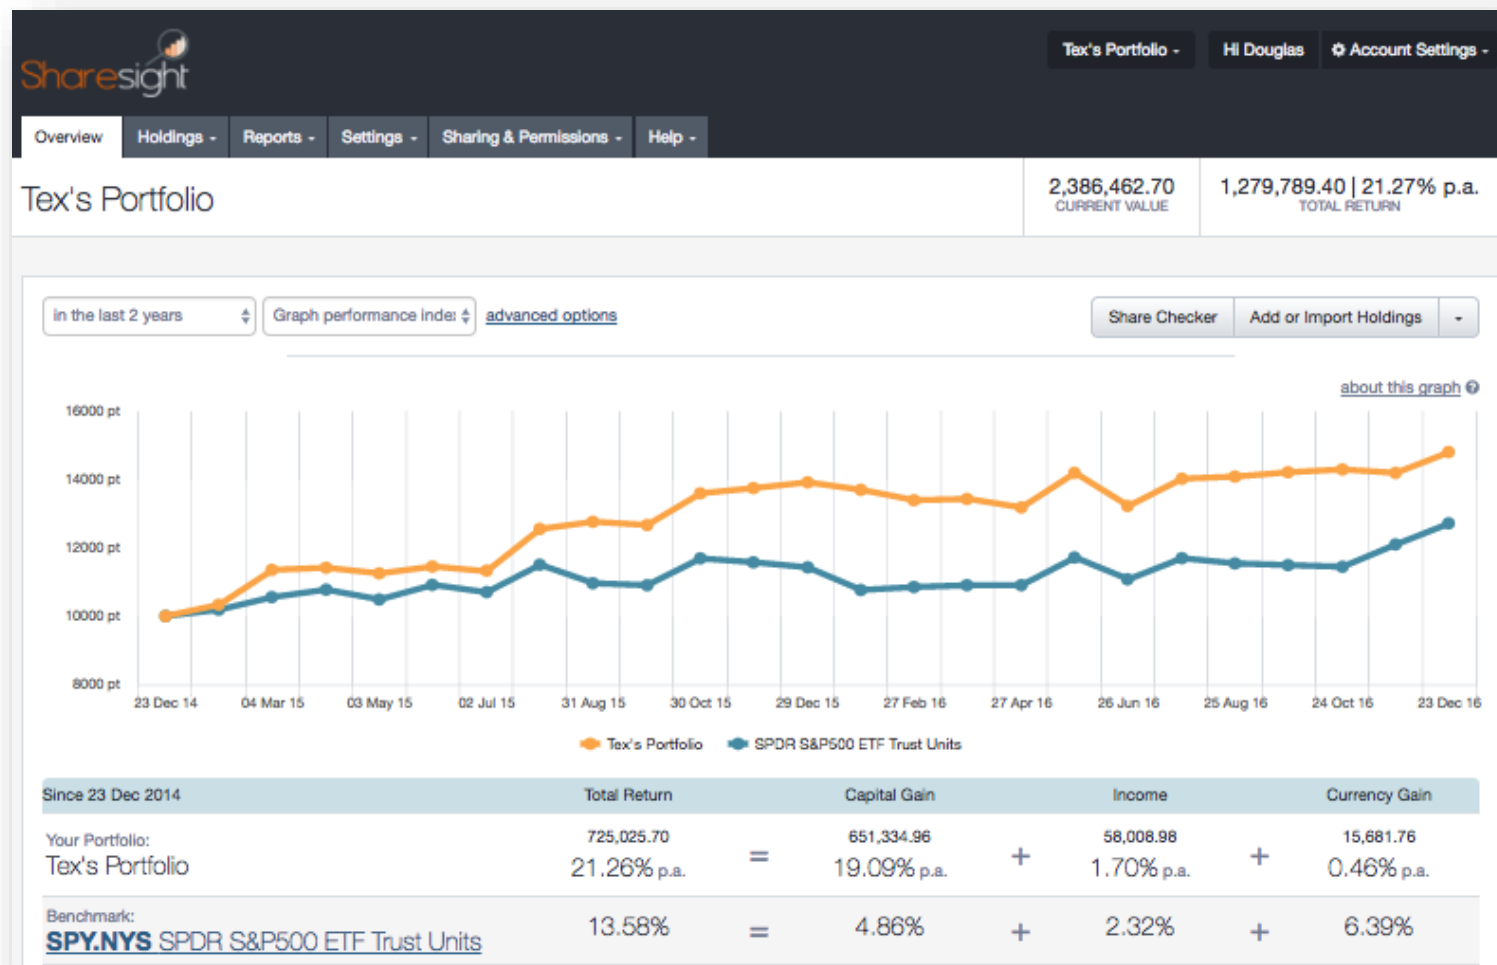 Sharesight
Tex's Portfolio
Hi Douglas
Account Settings
Overview
Holdings
Reports
Settings
Sharing & Permissions
Help
Tex's Portfolio
2,386,462.70
CURRENT VALUE
1,279,789.40 | 21.27% p.a.
TOTAL RETURN
in the last 2 years
Graph performance inde
advanced options
Share Checker
Add or Import Holdings
about this graph
16000 pt
14000 pt
12000 pt
10000 pt
8000 pt
23 Dec 14 04 Mar 15 03 May 15 02 Jul 15 31 Aug 15 30 Oct 15 29 Dec 15 27 Feb 16 27 Apr 16 26 Jun 16 25 Aug 16 24 Oct 16 23 Dec 16
Tex's Portfolio SPDR S&P500 ETF Trust Units
Since 23 Dec 2014 Total Return Capital Gain Income Currency Gain
Your Portfolio: 725,025.70 651,334.96 58,008.98 15,681.76
Tex's Portfolio 21.26% p.a. = 19.09% p.a. + 1.70% p.a. + 0.46% p.a.
Benchmark:
SPY.NYS SPDR S&P500 ETF Trust Units 13.58% = 4.86% + 2.32% + 6.39%